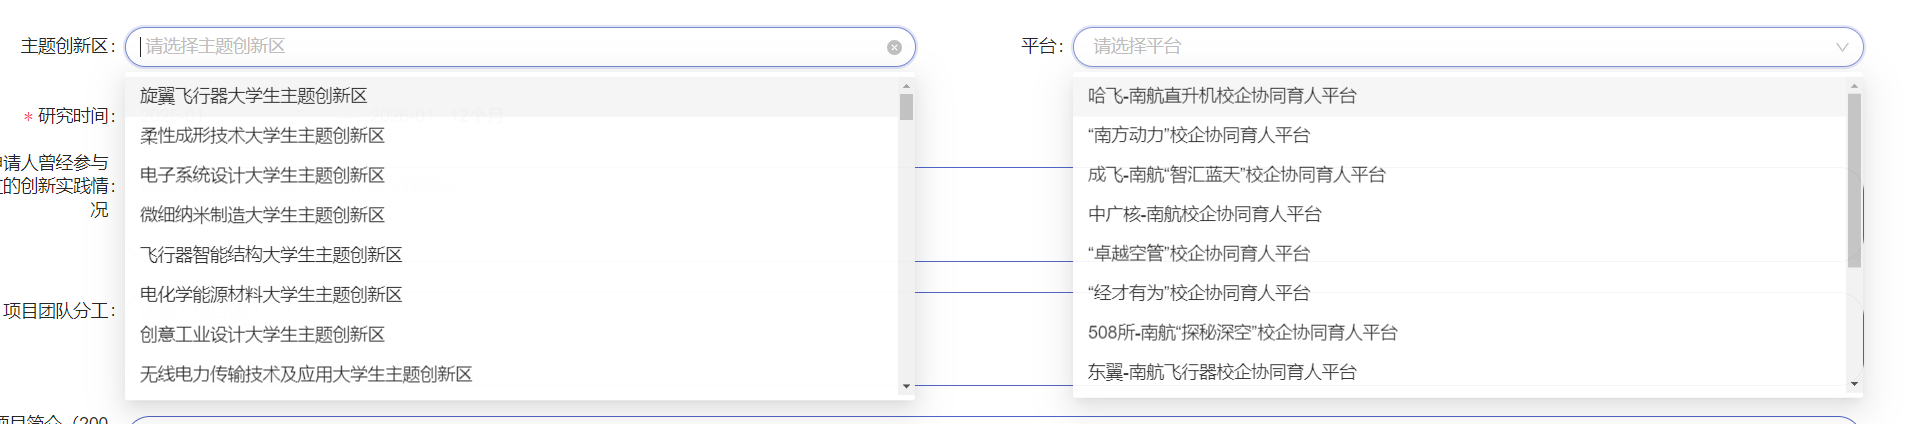 主题创新区：
请选择主题创新区
平台：
请选择平台
旋翼飞行器大学生主题创新区
柔性成形技术大学生主题创新区
电子系统设计大学生主题创新区
微细纳米制造大学生主题创新区
飞行器智能结构大学生主题创新区
电化学能源材料大学生主题创新区
创意工业设计大学生主题创新区
无线电力传输技术及应用大学生主题创新区
哈飞-南航直升机校企协同育人平台
“南方动力”校企协同育人平台
成飞-南航“智汇蓝天”校企协同育人平台
中广核-南航校企协同育人平台
“卓越空管”校企协同育人平台
“经才有为”校企协同育人平台
508所-南航“探秘深空”校企协同育人平台
东翼-南航飞行器校企协同育人平台
* 研究时间：
请人曾经参与
的创新实践情：
况
项目团队分工：
项目简介（200